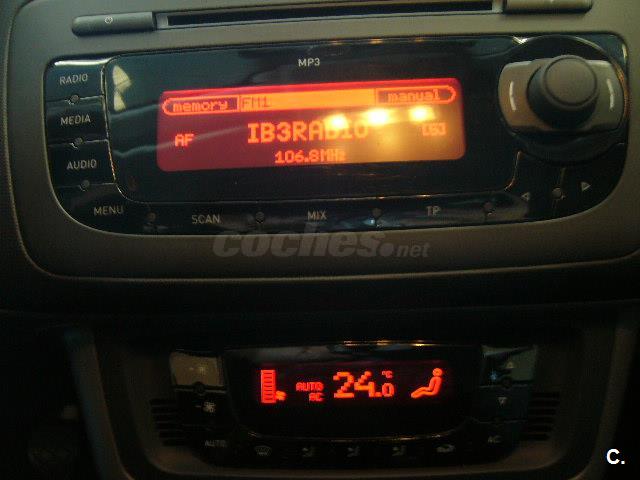 MP3
RADIO
MEDIA
AUDIO
memory FM1 manual
AF IB3RADIO [G]
106.8MHz
MENU SCAN MIX TP
coches.net
AUTO AC 24.0 °C
AUTO AC
C.